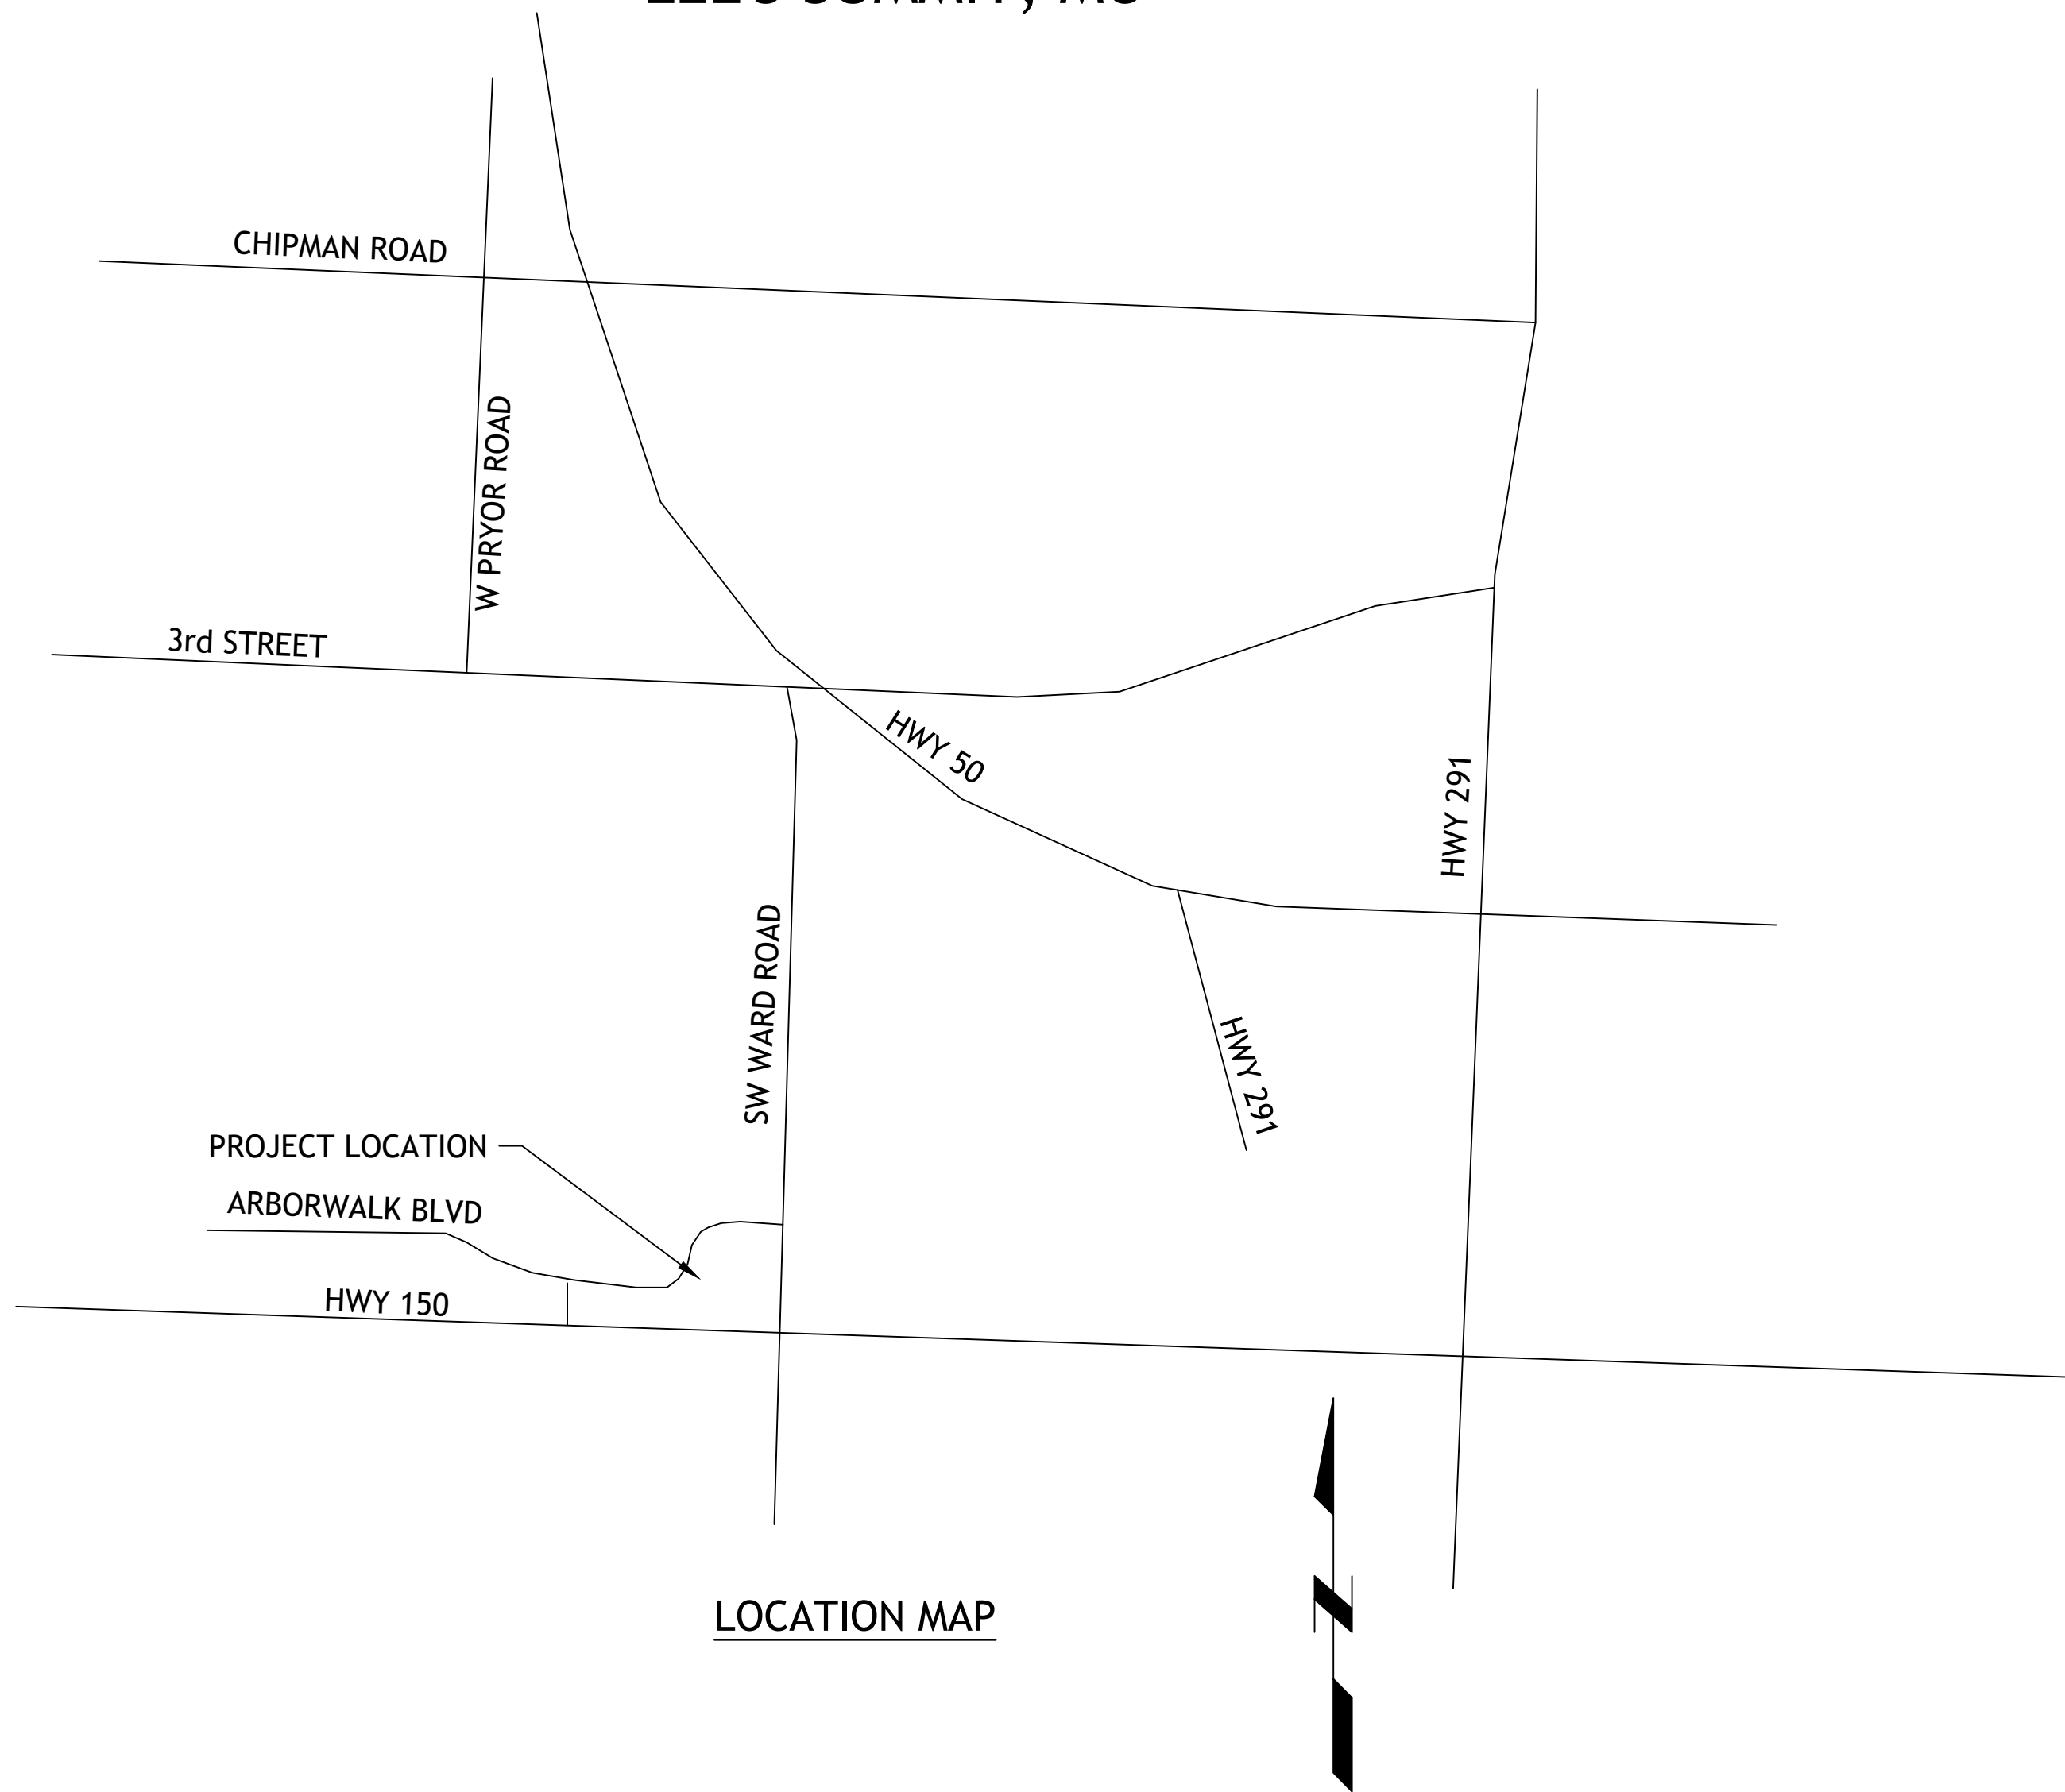 CHIPMAN ROAD
W PRYOR ROAD
3rd STREET
HWY 50
HWY 291
SW WARD ROAD
HWY 291
PROJECT LOCATION
ARBORWALK BLVD
HWY 150
N
LOCATION MAP